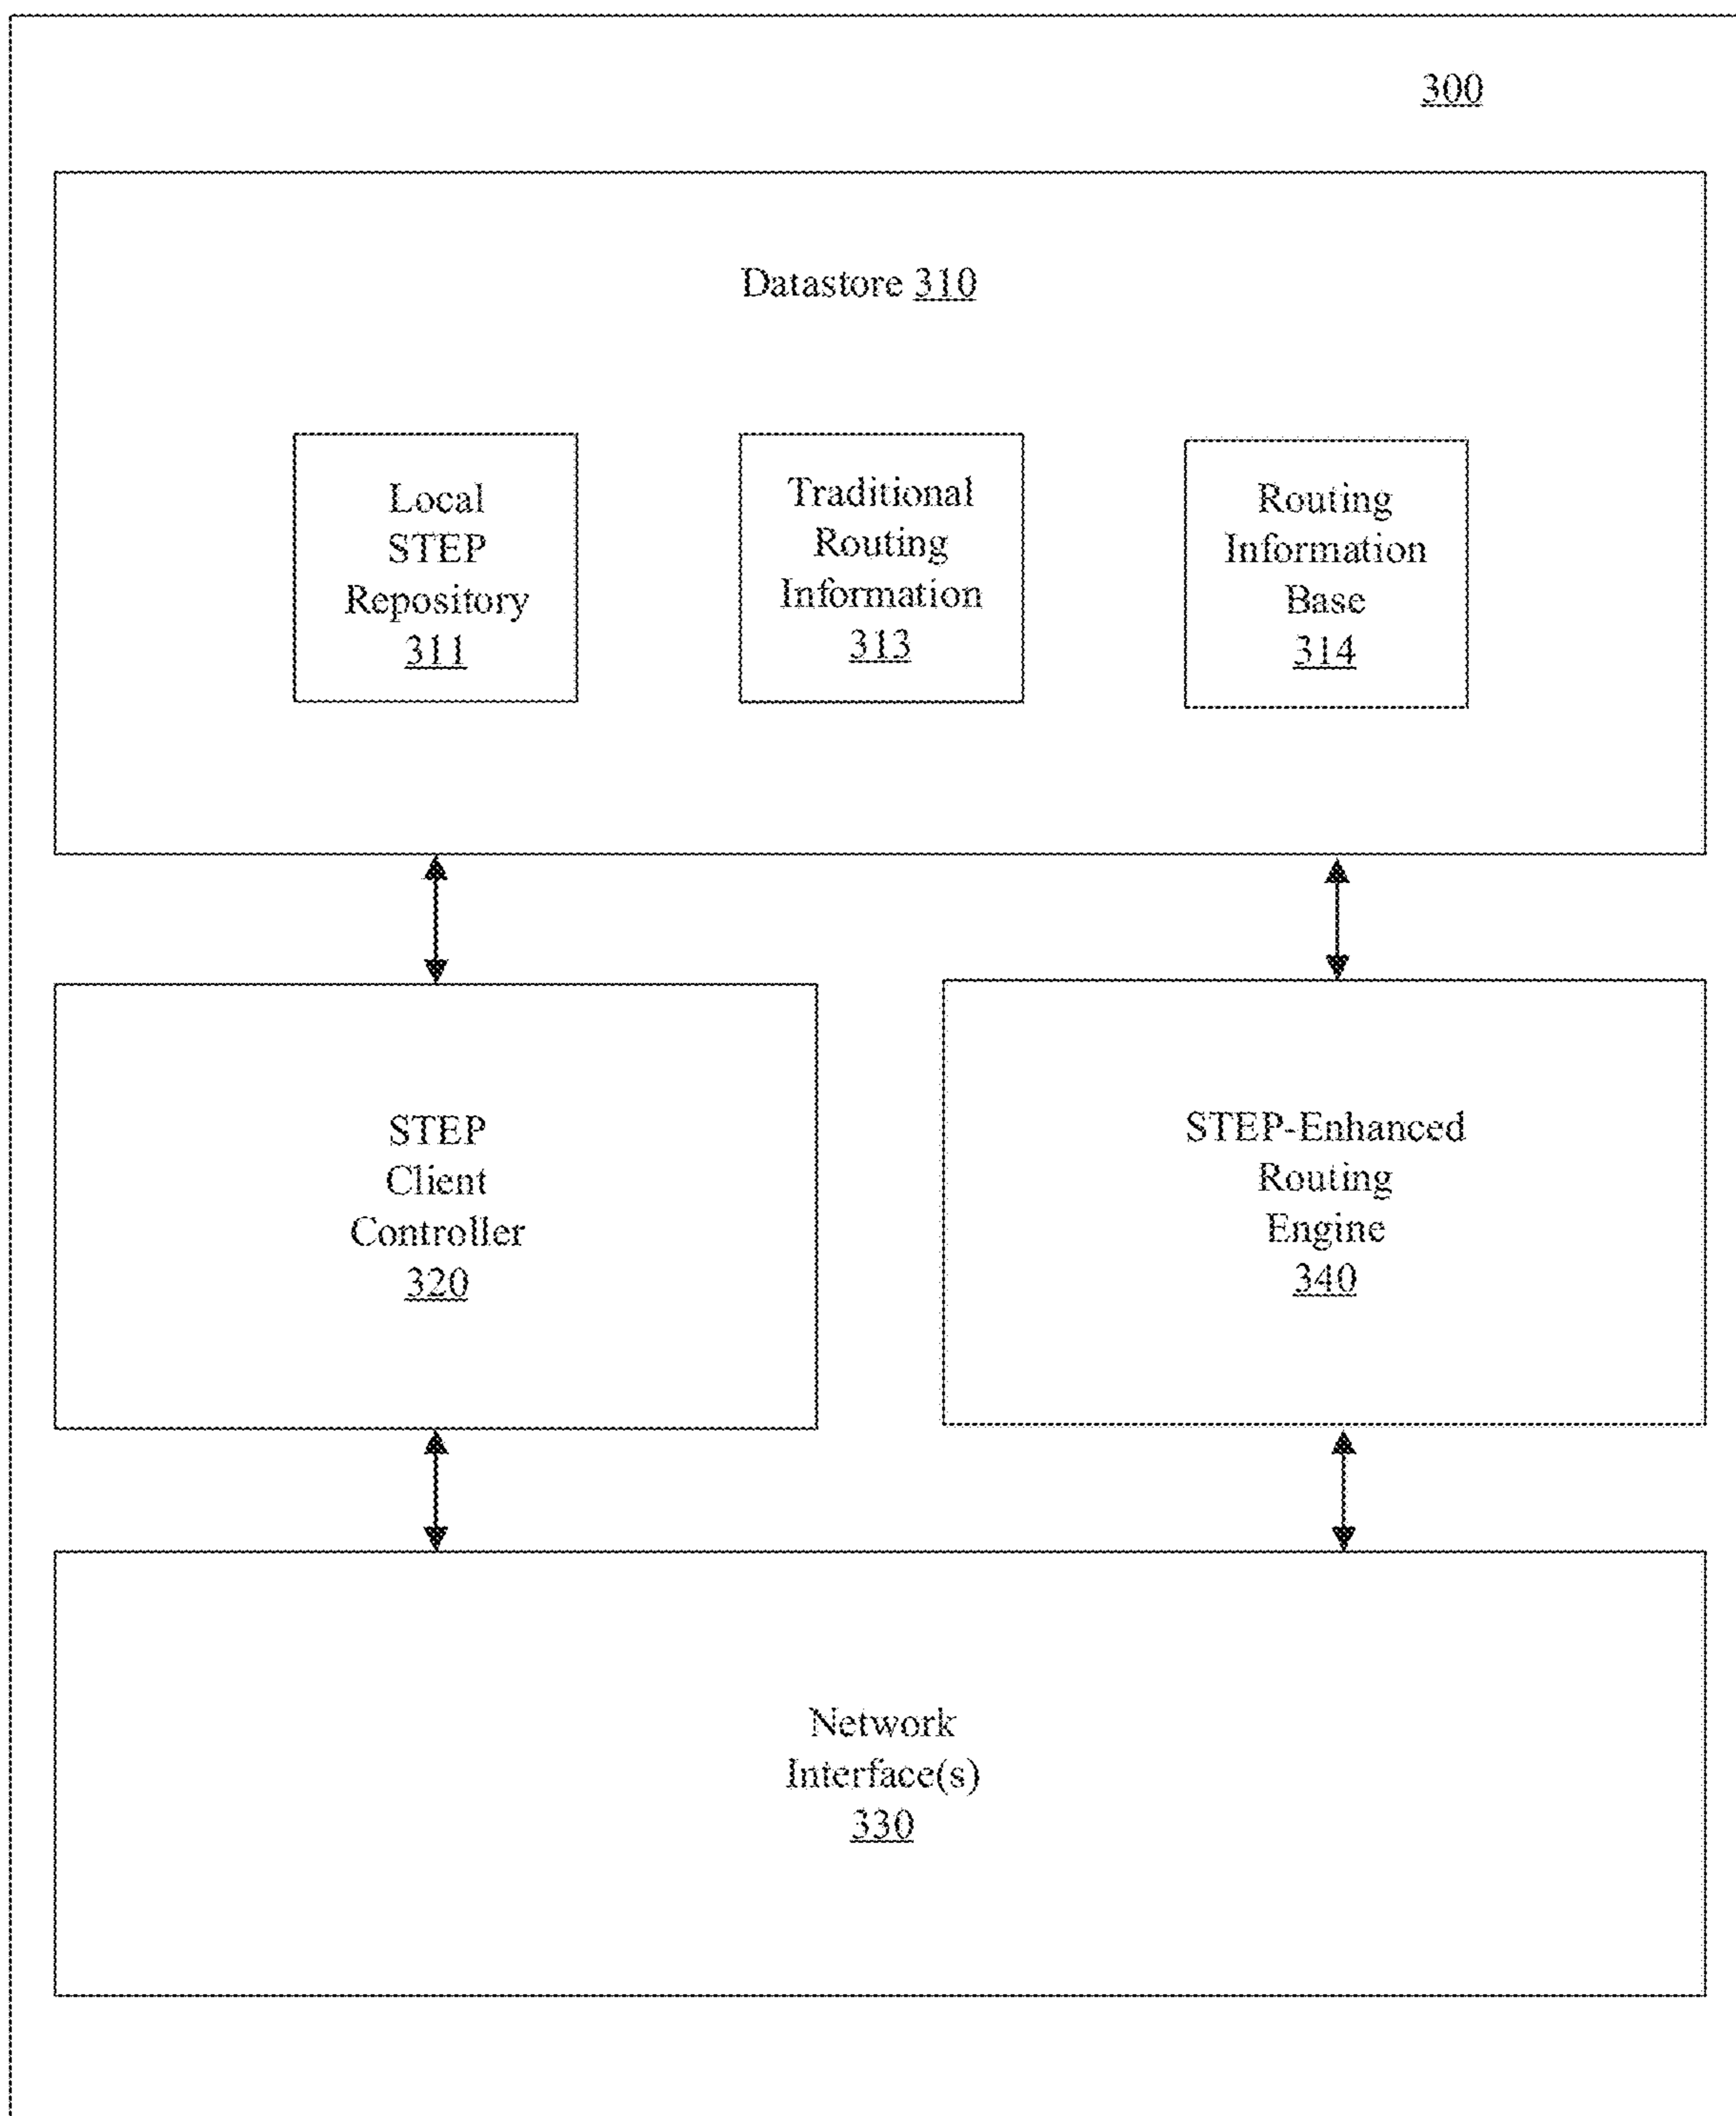 300
Datastore 310
Local
STEP
Repository
311
Traditional
Routing
Information
313
Routing
Information
Base
314
STEP
Client
Controller
320
STEP-Enhanced
Routing
Engine
340
Network
Interface(s)
330